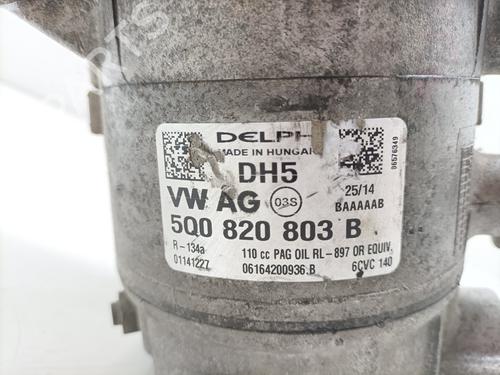 DELPH
MADE IN HUNGAR
DH5
VW AG
03S
25/14
BAAAAAB
5Q0 820 803 B
R-134a
110 cc PAG OIL RL-897 OR EQUIV.
01141227
06164200936.B
6CVC 140
06576349